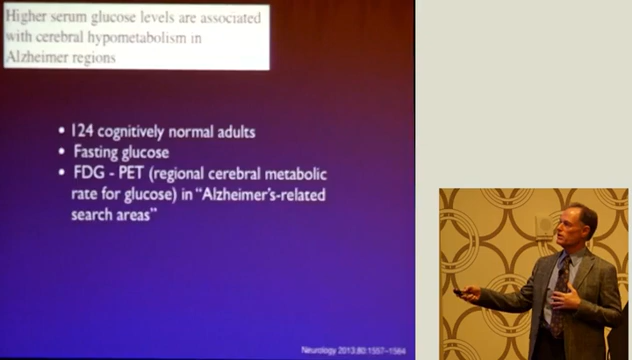 Higher serum glucose levels are associated
with cerebral hypometabolism in
Alzheimer regions
• 124 cognitively normal adults
• Fasting glucose
• FDG - PET (regional cerebral metabolic
rate for glucose) in "Alzheimer's-related
search areas"
Neurology 2013;80:1557-1564